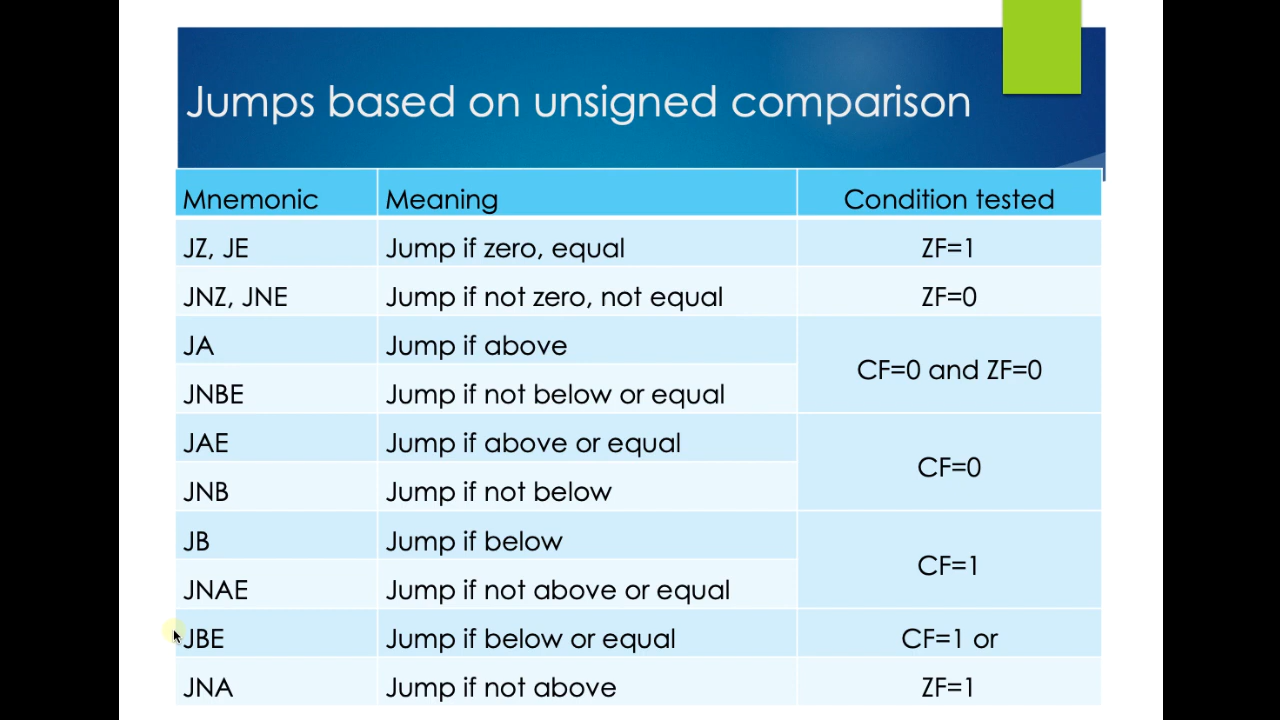 Jumps based on unsigned comparison
Mnemonic Meaning Condition tested
JZ, JE Jump if zero, equal ZF=1
JNZ, JNE Jump if not zero, not equal ZF=0
JA Jump if above
CF=0 and ZF=0
JNBE Jump if not below or equal
JAE Jump if above or equal
CF=0
JNB Jump if not below
JB Jump if below
CF=1
JNAE Jump if not above or equal
JBE Jump if below or equal CF=1 or
JNA Jump if not above ZF=1